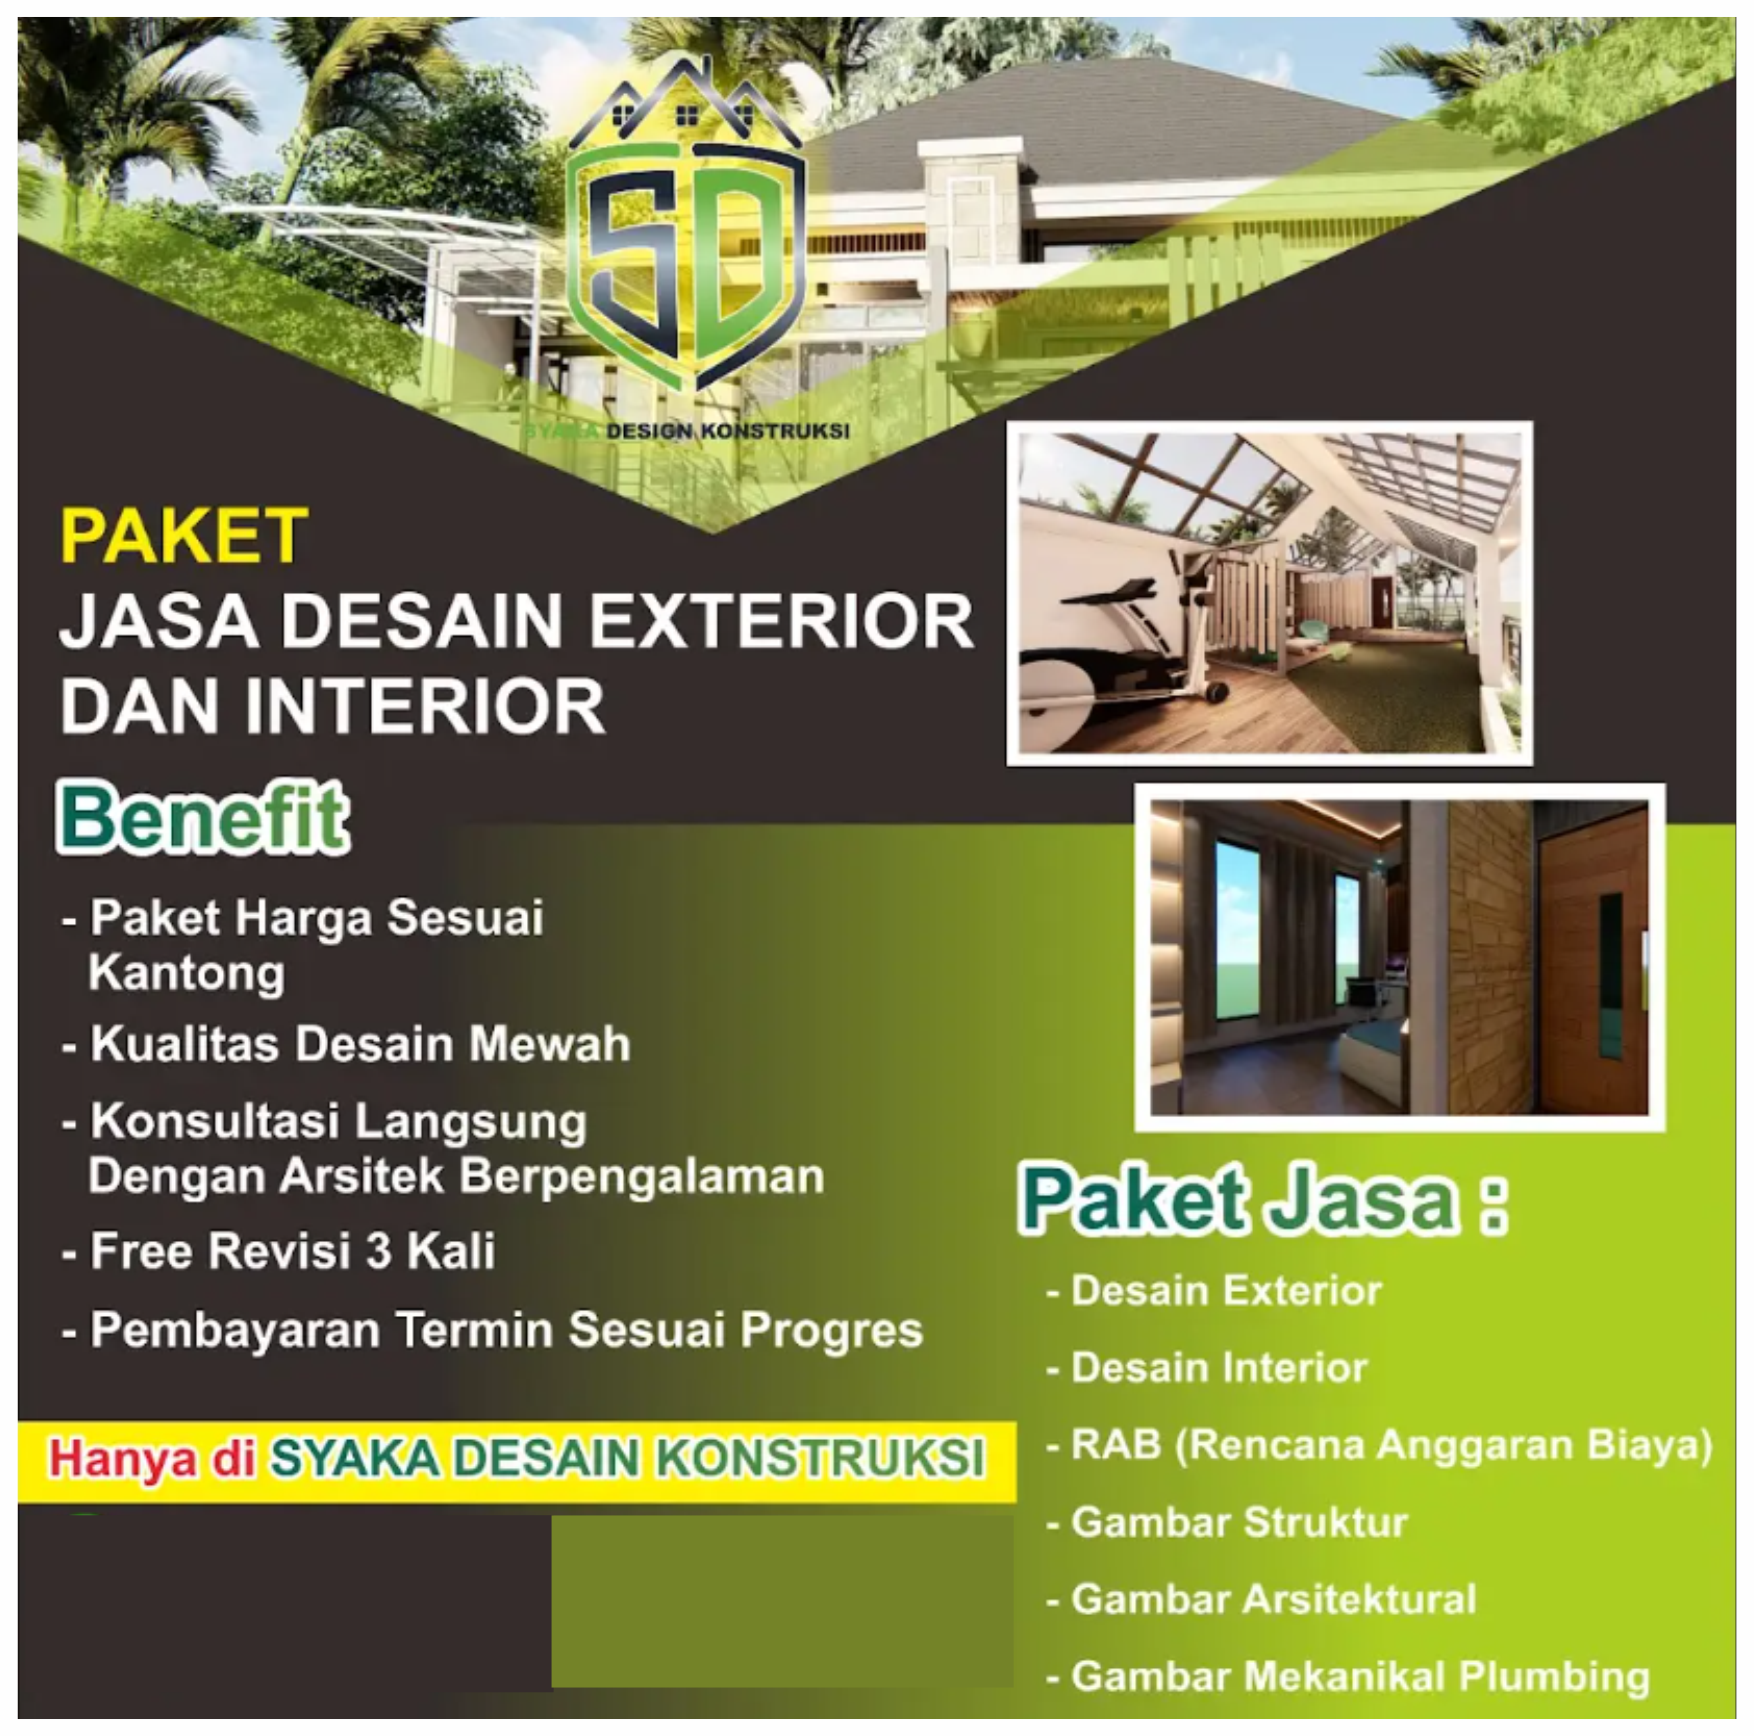 SD
SYAKA DESIGN KONSTRUKSI
PAKET
JASA DESAIN EXTERIOR
DAN INTERIOR
Benefit
- Paket Harga Sesuai
Kantong
- Kualitas Desain Mewah
- Konsultasi Langsung
Dengan Arsitek Berpengalaman
- Free Revisi 3 Kali
- Pembayaran Termin Sesuai Progres
Hanya di SYAKA DESAIN KONSTRUKSI
Paket Jasa :
- Desain Exterior
- Desain Interior
- RAB (Rencana Anggaran Biaya)
- Gambar Struktur
- Gambar Arsitektural
- Gambar Mekanikal Plumbing